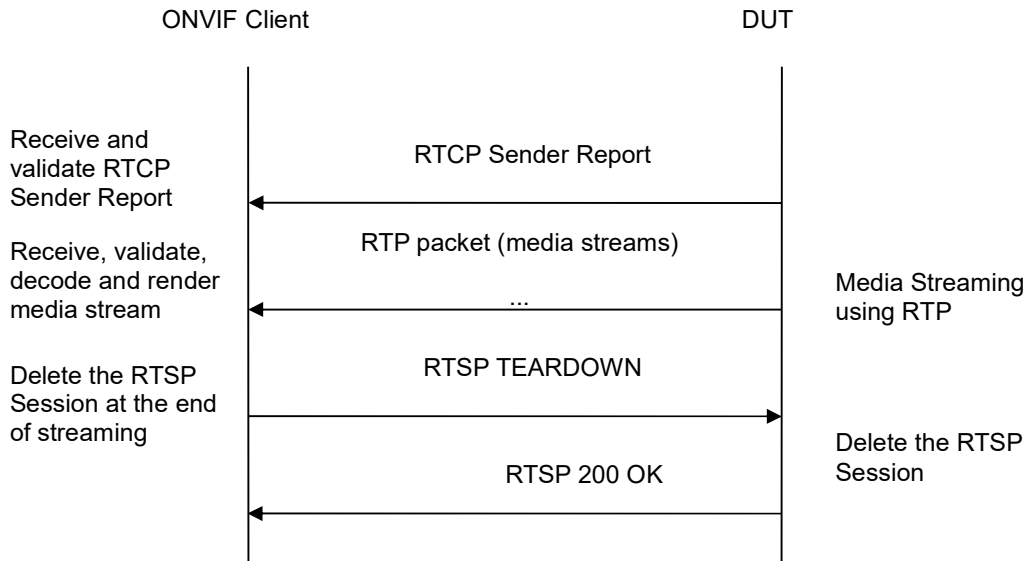 ONVIF Client
DUT
Receive and
validate RTCP
Sender Report
RTCP Sender Report
Receive, validate,
decode and render
media stream
RTP packet (media streams)
...
Media Streaming
using RTP
Delete the RTSP
Session at the end
of streaming
RTSP TEARDOWN
Delete the RTSP
Session
RTSP 200 OK